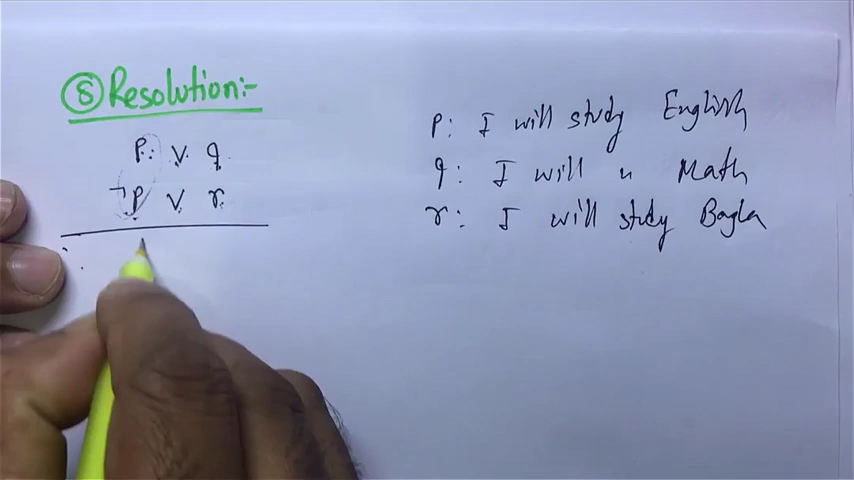 ⑧ Resolution:-
p ∨ q
¬p ∨ r
∴
p: I will study English
q: I will 〃 Math
r: I will study Bagla